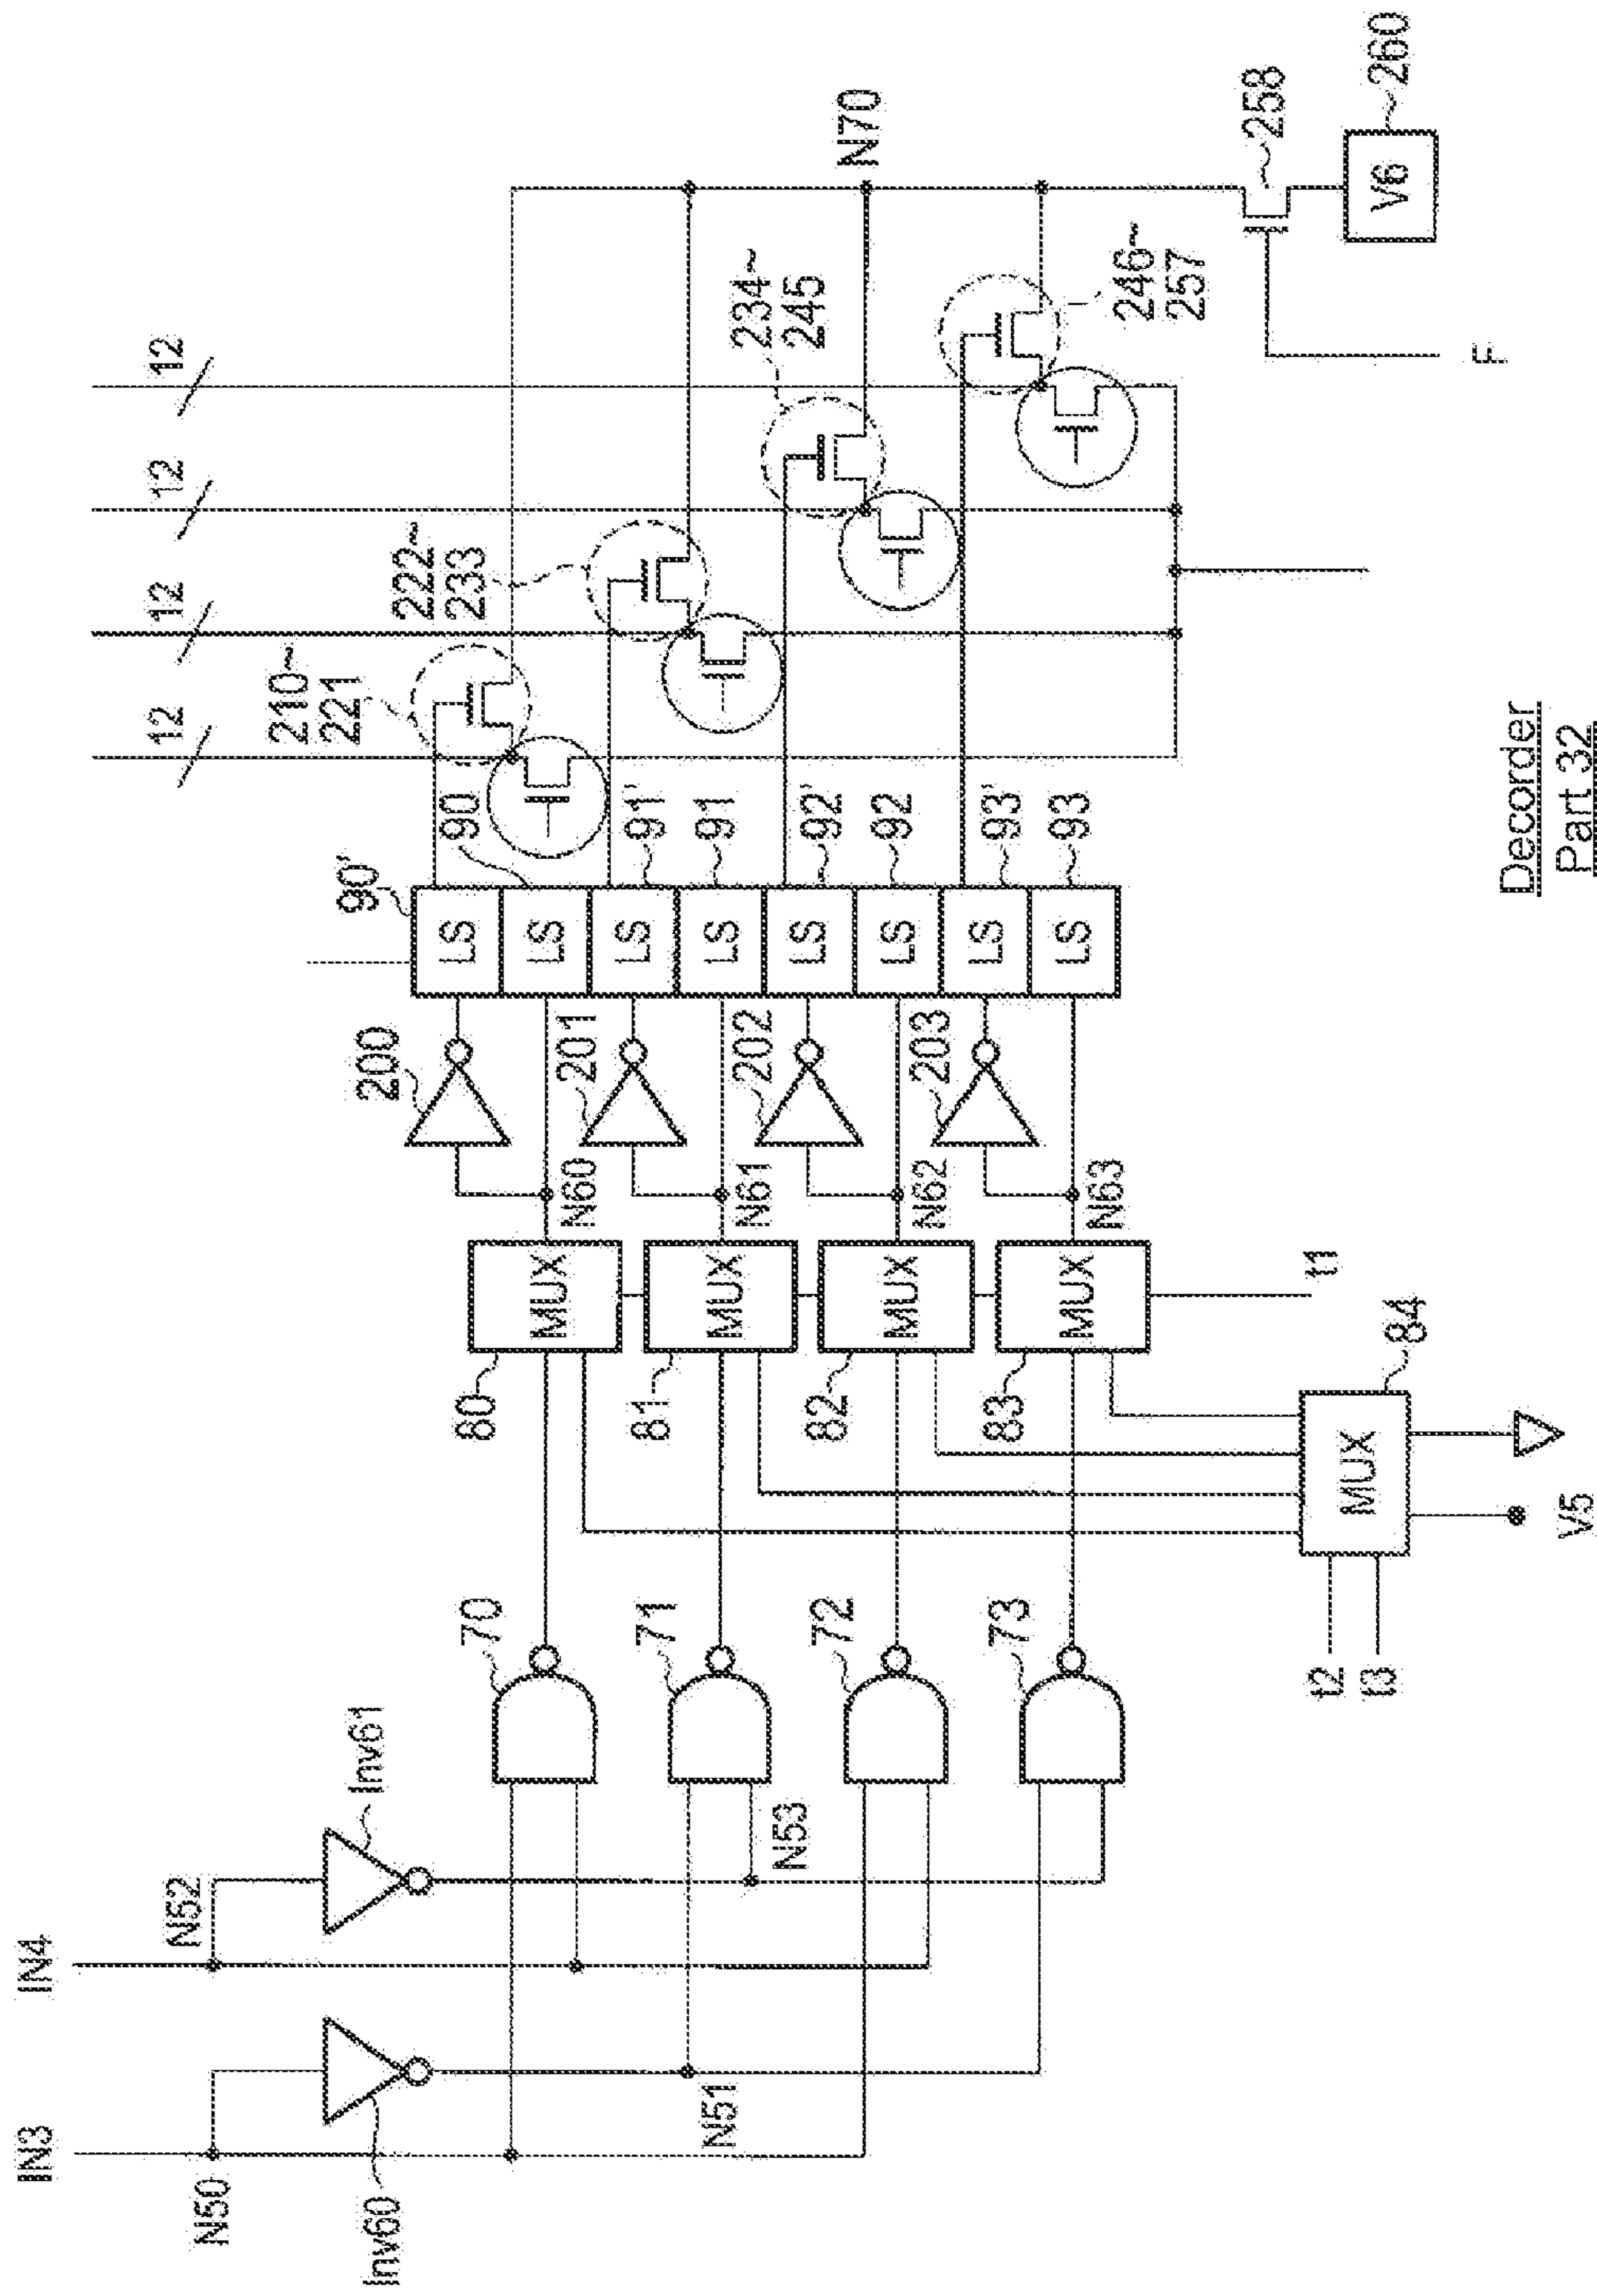 IN3
IN4
N50
N52
Inv60
Inv61
N51
N53
70
71
72
73
80
81
82
83
MUX
MUX
MUX
MUX
t2
t3
MUX
84
V5
t1
N60
N61
N62
N63
200
201
202
203
90'
90
91'
91
92'
92
93'
93
LS
LS
LS
LS
LS
LS
LS
LS
12
12
12
12
210~
221
222~
233
234~
245
246~
257
N70
258
F
V6
260
Decorder
Part 32